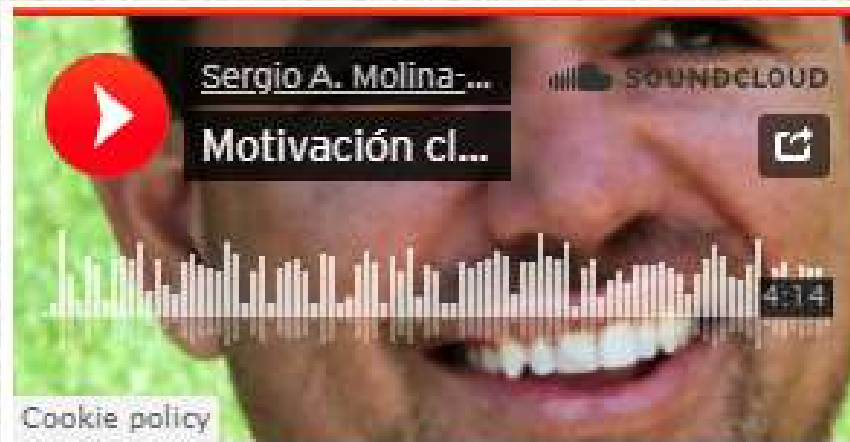 Sergio A. Molina-...
SOUNDCLOUD
Motivación cl...
4:14
Cookie policy